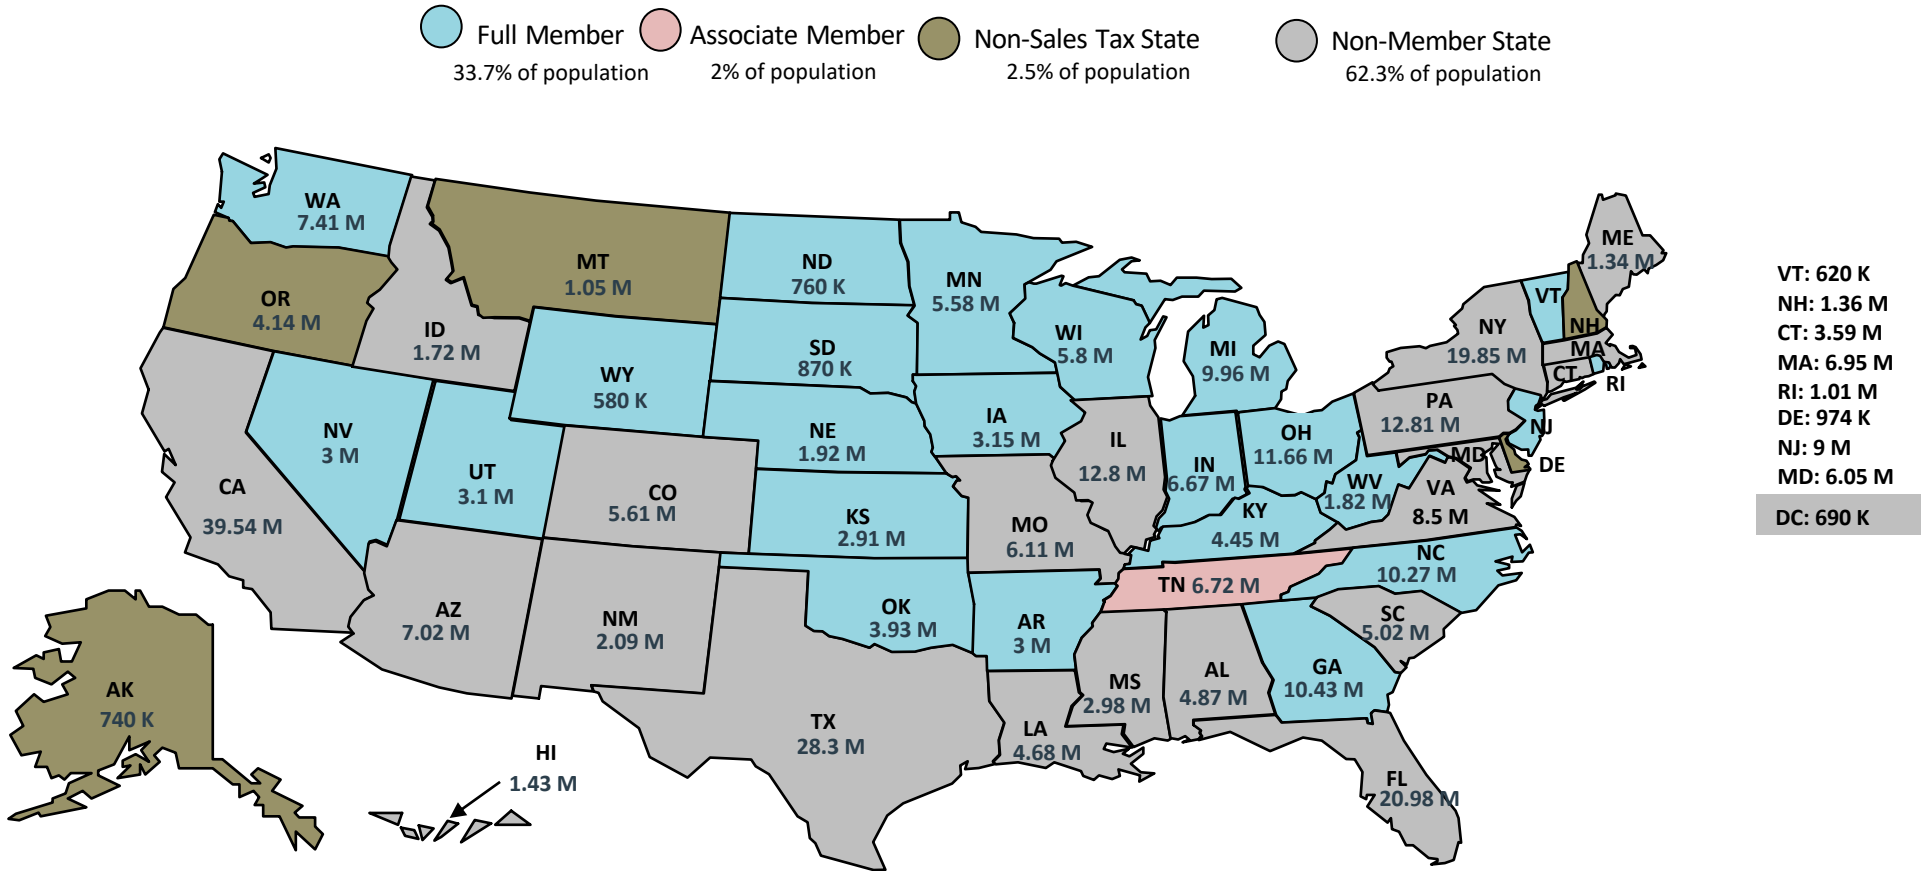 Full Member
33.7% of population
Associate Member
2% of population
Non-Sales Tax State
2.5% of population
Non-Member State
62.3% of population
WA
7.41 M
OR
4.14 M
MT
1.05 M
ID
1.72 M
ND
760 K
MN
5.58 M
SD
870 K
WY
580 K
WI
5.8 M
MI
9.96 M
NY
19.85 M
VT
NH
ME
1.34 M
MA
CT
RI
PA
12.81 M
NJ
DE
MD
NV
3 M
UT
3.1 M
CA
39.54 M
CO
5.61 M
NE
1.92 M
IA
3.15 M
IL
12.8 M
IN
6.67 M
OH
11.66 M
WV
1.82 M
VA
8.5 M
KS
2.91 M
MO
6.11 M
KY
4.45 M
NC
10.27 M
TN 6.72 M
SC
5.02 M
AZ
7.02 M
NM
2.09 M
OK
3.93 M
AR
3 M
MS
2.98 M
AL
4.87 M
GA
10.43 M
TX
28.3 M
LA
4.68 M
FL
20.98 M
AK
740 K
HI
1.43 M
VT: 620 K
NH: 1.36 M
CT: 3.59 M
MA: 6.95 M
RI: 1.01 M
DE: 974 K
NJ: 9 M
MD: 6.05 M
DC: 690 K